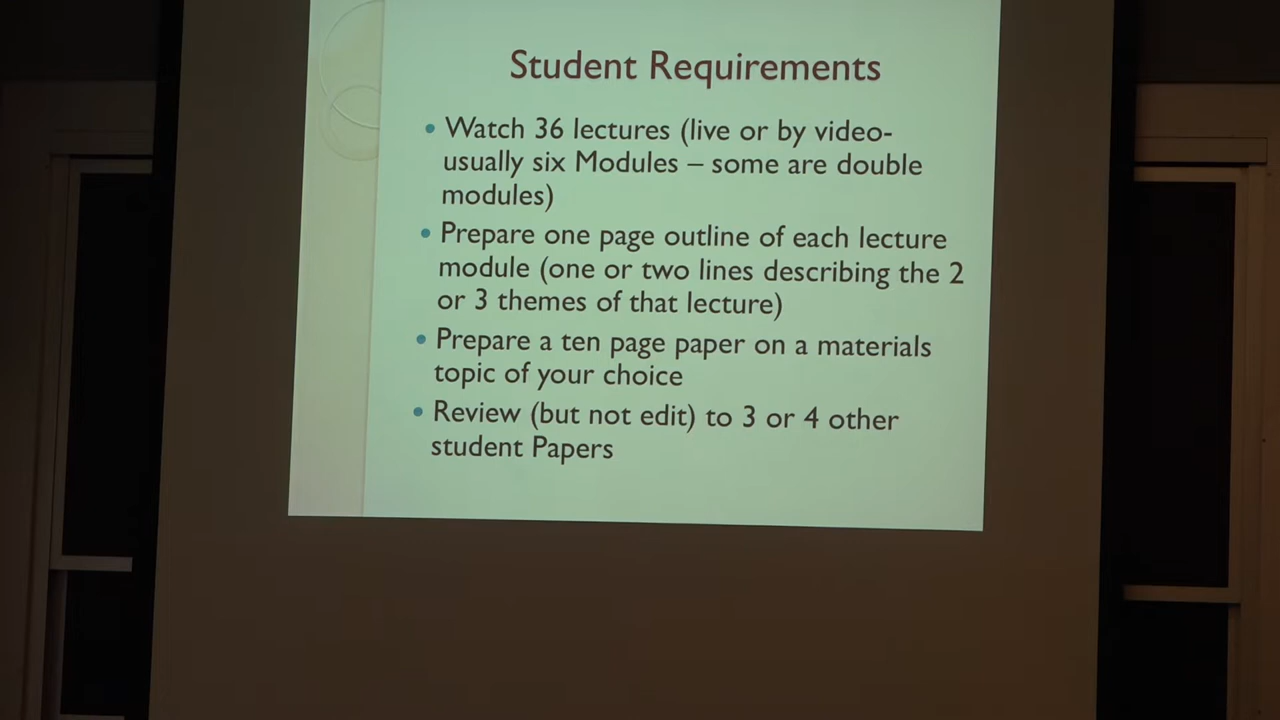 Student Requirements
• Watch 36 lectures (live or by video-
usually six Modules – some are double
modules)
• Prepare one page outline of each lecture
module (one or two lines describing the 2
or 3 themes of that lecture)
• Prepare a ten page paper on a materials
topic of your choice
• Review (but not edit) to 3 or 4 other
student Papers